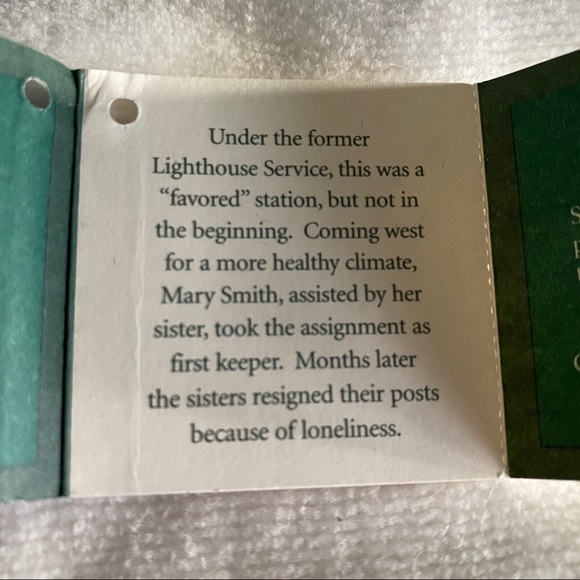 Under the former
Lighthouse Service, this was a
“favored” station, but not in
the beginning.  Coming west
for a more healthy climate,
Mary Smith, assisted by her
sister, took the assignment as
first keeper.  Months later
the sisters resigned their posts
because of loneliness.